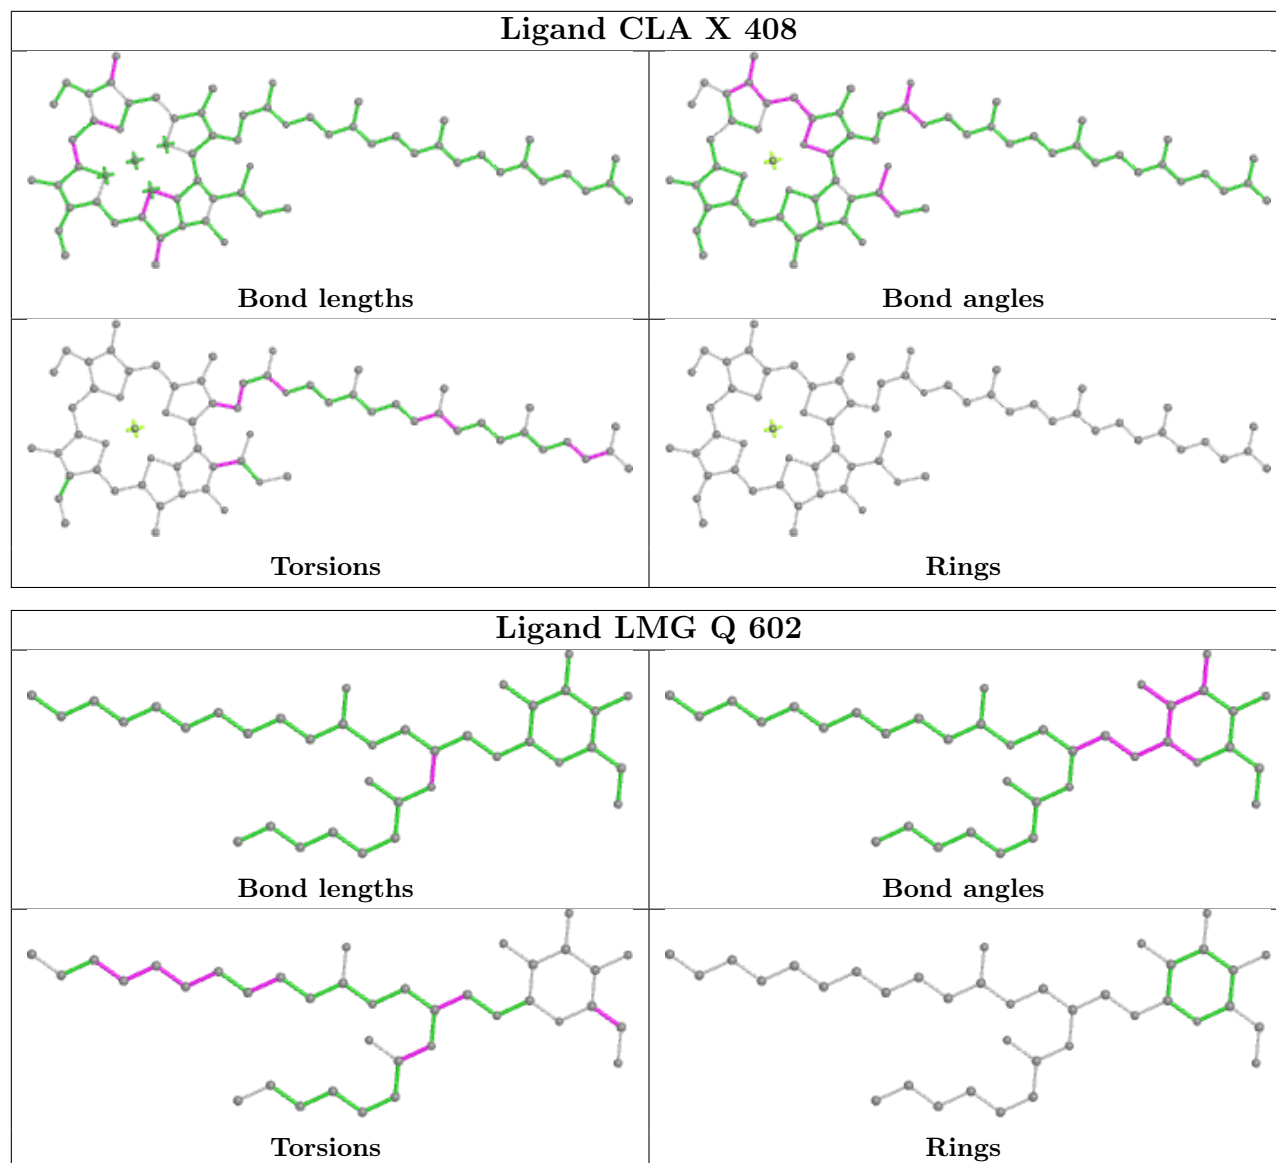 Ligand CLA X 408
Bond lengths
Bond angles
Torsions
Rings
Ligand LMG Q 602
Bond lengths
Bond angles
Torsions
Rings